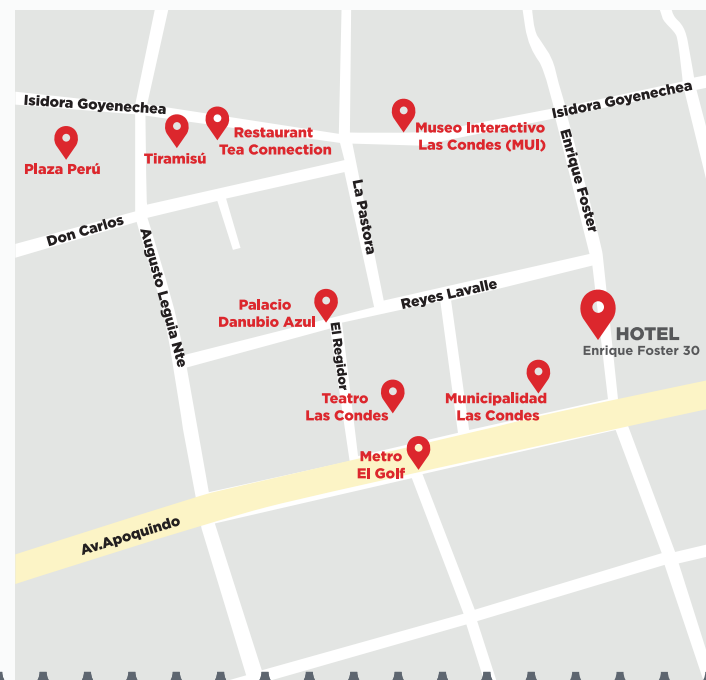 Isidora Goyenechea
Isidora Goyenechea
Restaurant
Tea Connection
Museo Interactivo
Las Condes (MUI)
Tiramisú
Plaza Perú
Enrique Foster
Don Carlos
La Pastora
Augusto Leguia Nte
Palacio
Danubio Azul
Reyes Lavalle
El Regidor
HOTEL
Enrique Foster 30
Teatro
Las Condes
Municipalidad
Las Condes
Metro
El Golf
Av.Apoquindo